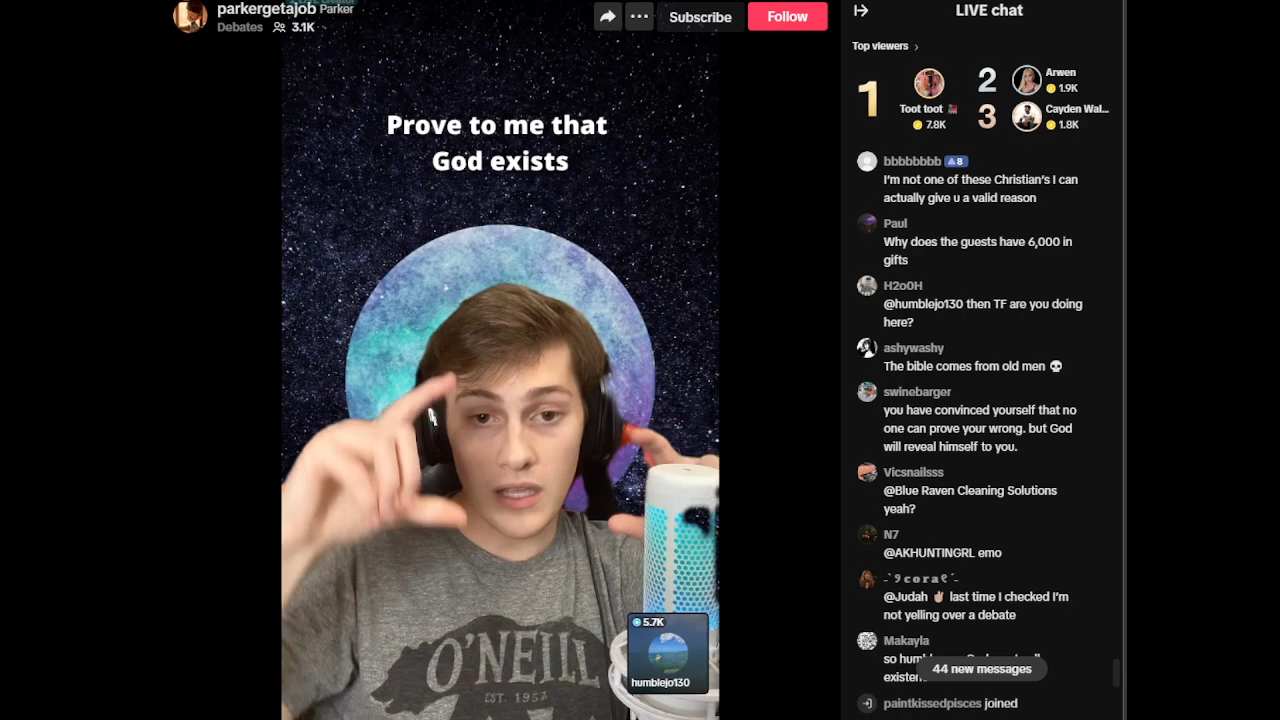 parkergetajob Parker
Debates 3.1K
Subscribe
Follow
Prove to me that
God exists
O'NEILL
EST. 1952
5.7K
humblejo130
LIVE chat
Top viewers
1
Toot toot
7.8K
2
Arwen
1.9K
3
Cayden Wal...
1.8K
bbbbbbbb 8
I'm not one of these Christian's I can
actually give u a valid reason
Paul
Why does the guests have 6,000 in
gifts
H2o0H
@humblejo130 then TF are you doing
here?
ashywashy
The bible comes from old men 💀
swinebarger
you have convinced yourself that no
one can prove your wrong. but God
will reveal himself to you.
Vicsnailsss
@Blue Raven Cleaning Solutions
yeah?
N7
@AKHUNTINGRL emo
-ˋ ୨ c o r a ୧ ˊ-
@Judah ✌🏼 last time I checked I'm
not yelling over a debate
Makayla
44 new messages
paintkissedpisces joined